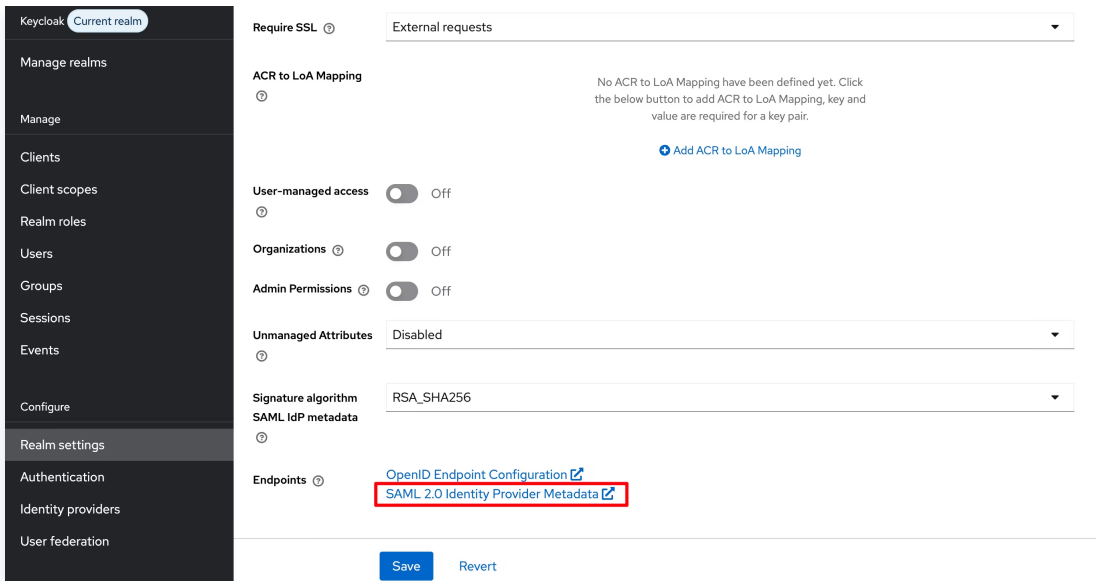 Keycloak Current realm
Manage realms
Manage
Clients
Client scopes
Realm roles
Users
Groups
Sessions
Events
Configure
Realm settings
Authentication
Identity providers
User federation
Require SSL
External requests
ACR to LoA Mapping
No ACR to LoA Mapping have been defined yet. Click
the below button to add ACR to LoA Mapping, key and
value are required for a key pair.
Add ACR to LoA Mapping
User-managed access
Off
Organizations
Off
Admin Permissions
Off
Unmanaged Attributes
Disabled
Signature algorithm
SAML IdP metadata
RSA_SHA256
Endpoints
OpenID Endpoint Configuration
SAML 2.0 Identity Provider Metadata
Save Revert